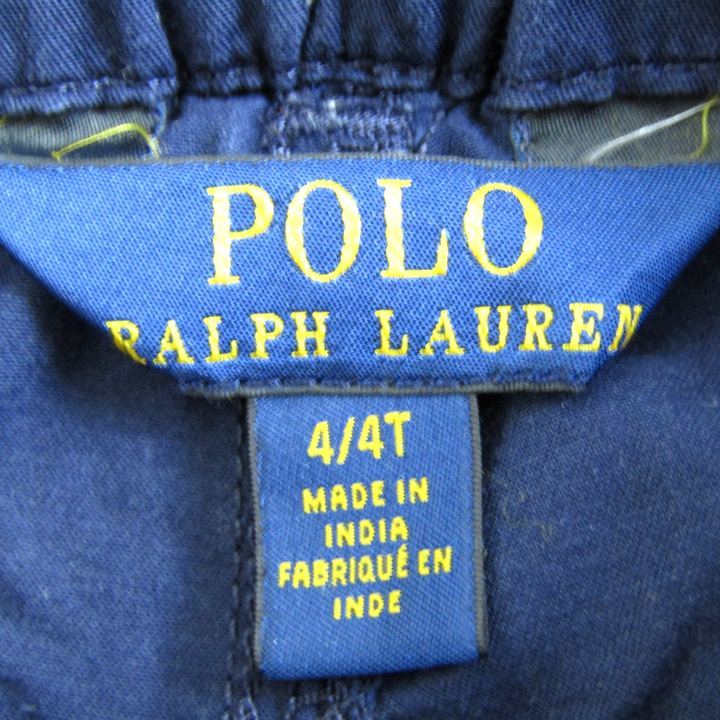 POLO
RALPH LAUREN
4/4T
MADE IN
INDIA
FABRIQUÉ EN
INDE